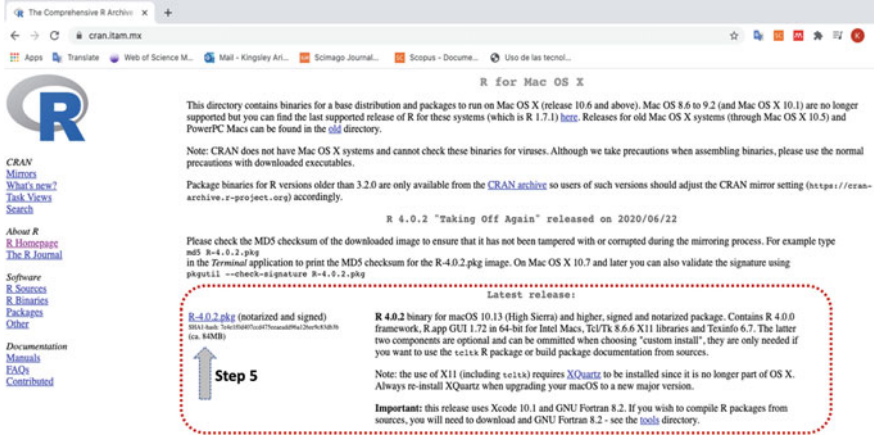 The Comprehensive R Archive
cran.itam.mx
Apps Translate Web of Science M... Mail - Kingsley Ari... Scimago Journal... Scopus - Docume... Uso de las tecnol...
R
CRAN
Mirrors
What's new?
Task Views
Search
About R
R Homepage
The R Journal
Software
R Sources
R Binaries
Packages
Other
Documentation
Manuals
FAQs
Contributed
R for Mac OS X
This directory contains binaries for a base distribution and packages to run on Mac OS X (release 10.6 and above). Mac OS 8.6 to 9.2 (and Mac OS X 10.1) are no longer
supported but you can find the last supported release of R for these systems (which is R 1.7.1) here. Releases for old Mac OS X systems (through Mac OS X 10.5) and
PowerPC Macs can be found in the old directory.
Note: CRAN does not have Mac OS X systems and cannot check these binaries for viruses. Although we take precautions when assembling binaries, please use the normal
precautions with downloaded executables.
Package binaries for R versions older than 3.2.0 are only available from the CRAN archive so users of such versions should adjust the CRAN mirror setting (https://cran-
archive.r-project.org) accordingly.
R 4.0.2 "Taking Off Again" released on 2020/06/22
Please check the MD5 checksum of the downloaded image to ensure that it has not been tampered with or corrupted during the mirroring process. For example type
md5 R-4.0.2.pkg
in the Terminal application to print the MD5 checksum for the R-4.0.2.pkg image. On Mac OS X 10.7 and later you can also validate the signature using
pkgutil --check-signature R-4.0.2.pkg
Latest release:
R-4.0.2.pkg (notarized and signed)
SHA1-hash:
(ca. 84MB)
Step 5
R 4.0.2 binary for macOS 10.13 (High Sierra) and higher, signed and notarized package. Contains R 4.0.0
framework, R.app GUI 1.72 in 64-bit for Intel Macs, Tcl/Tk 8.6.6 X11 libraries and Texinfo 6.7. The latter
two components are optional and can be ommitted when choosing "custom install", they are only needed if
you want to use the tcltk R package or build package documentation from sources.
Note: the use of X11 (including tcltk) requires XQuartz to be installed since it is no longer part of OS X.
Always re-install XQuartz when upgrading your macOS to a new major version.
Important: this release uses Xcode 10.1 and GNU Fortran 8.2. If you wish to compile R packages from
sources, you will need to download and GNU Fortran 8.2 - see the tools directory.